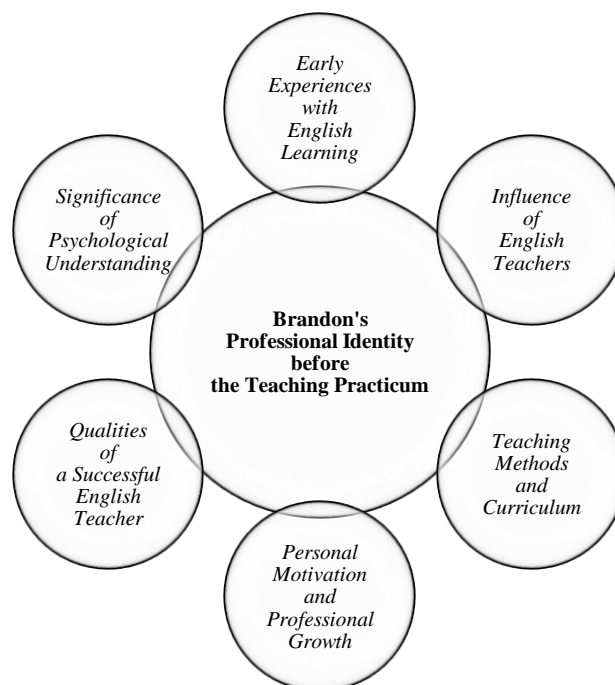 Early
Experiences
with
English
Learning
Influence
of
English
Teachers
Teaching
Methods
and
Curriculum
Personal
Motivation
and
Professional
Growth
Qualities
of
a Successful
English
Teacher
Significance
of
Psychological
Understanding
Brandon's
Professional Identity
before
the Teaching Practicum